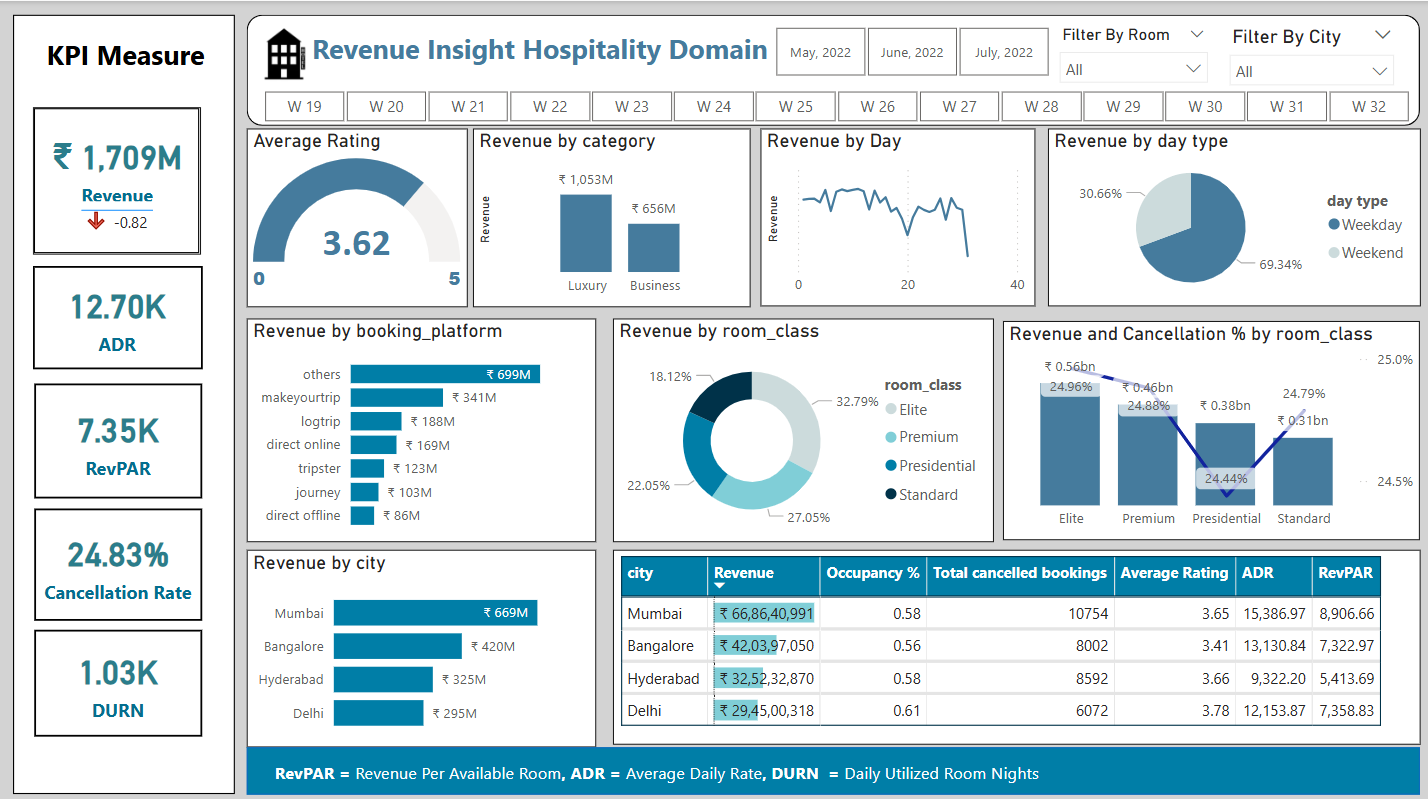 KPI Measure
₹ 1,709M
Revenue
-0.82
12.70K
ADR
7.35K
RevPAR
24.83%
Cancellation Rate
1.03K
DURN
Revenue Insight Hospitality Domain
May, 2022
June, 2022
July, 2022
Filter By Room
All
Filter By City
All
W 19
W 20
W 21
W 22
W 23
W 24
W 25
W 26
W 27
W 28
W 29
W 30
W 31
W 32
Average Rating
3.62
0
5
Revenue by category
Revenue
₹ 1,053M
₹ 656M
Luxury
Business
Revenue by Day
Revenue
0
20
40
Revenue by day type
30.66%
69.34%
day type
Weekday
Weekend
Revenue by booking_platform
others ₹ 699M
makeyourtrip ₹ 341M
logtrip ₹ 188M
direct online ₹ 169M
tripster ₹ 123M
journey ₹ 103M
direct offline ₹ 86M
Revenue by room_class
18.12%
32.79%
22.05%
27.05%
room_class
Elite
Premium
Presidential
Standard
Revenue and Cancellation % by room_class
₹ 0.56bn
24.96%
₹ 0.46bn
24.88%
₹ 0.38bn
24.44%
24.79%
₹ 0.31bn
25.0%
24.5%
Elite
Premium
Presidential
Standard
Revenue by city
Mumbai ₹ 669M
Bangalore ₹ 420M
Hyderabad ₹ 325M
Delhi ₹ 295M
city Revenue Occupancy % Total cancelled bookings Average Rating ADR RevPAR
Mumbai ₹ 66,86,40,991 0.58 10754 3.65 15,386.97 8,906.66
Bangalore ₹ 42,03,97,050 0.56 8002 3.41 13,130.84 7,322.97
Hyderabad ₹ 32,52,32,870 0.58 8592 3.66 9,322.20 5,413.69
Delhi ₹ 29,45,00,318 0.61 6072 3.78 12,153.87 7,358.83
RevPAR = Revenue Per Available Room, ADR = Average Daily Rate, DURN = Daily Utilized Room Nights